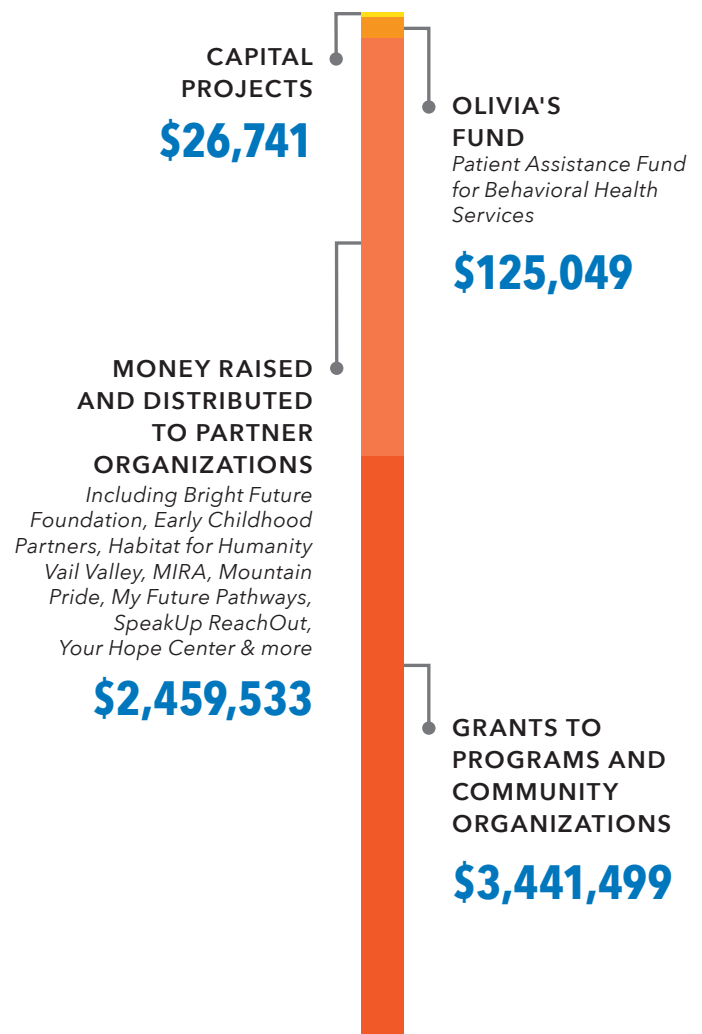 CAPITAL
PROJECTS
$26,741
OLIVIA'S
FUND
Patient Assistance Fund
for Behavioral Health
Services
$125,049
MONEY RAISED
AND DISTRIBUTED
TO PARTNER
ORGANIZATIONS
Including Bright Future
Foundation, Early Childhood
Partners, Habitat for Humanity
Vail Valley, MIRA, Mountain
Pride, My Future Pathways,
SpeakUp ReachOut,
Your Hope Center & more
$2,459,533
GRANTS TO
PROGRAMS AND
COMMUNITY
ORGANIZATIONS
$3,441,499